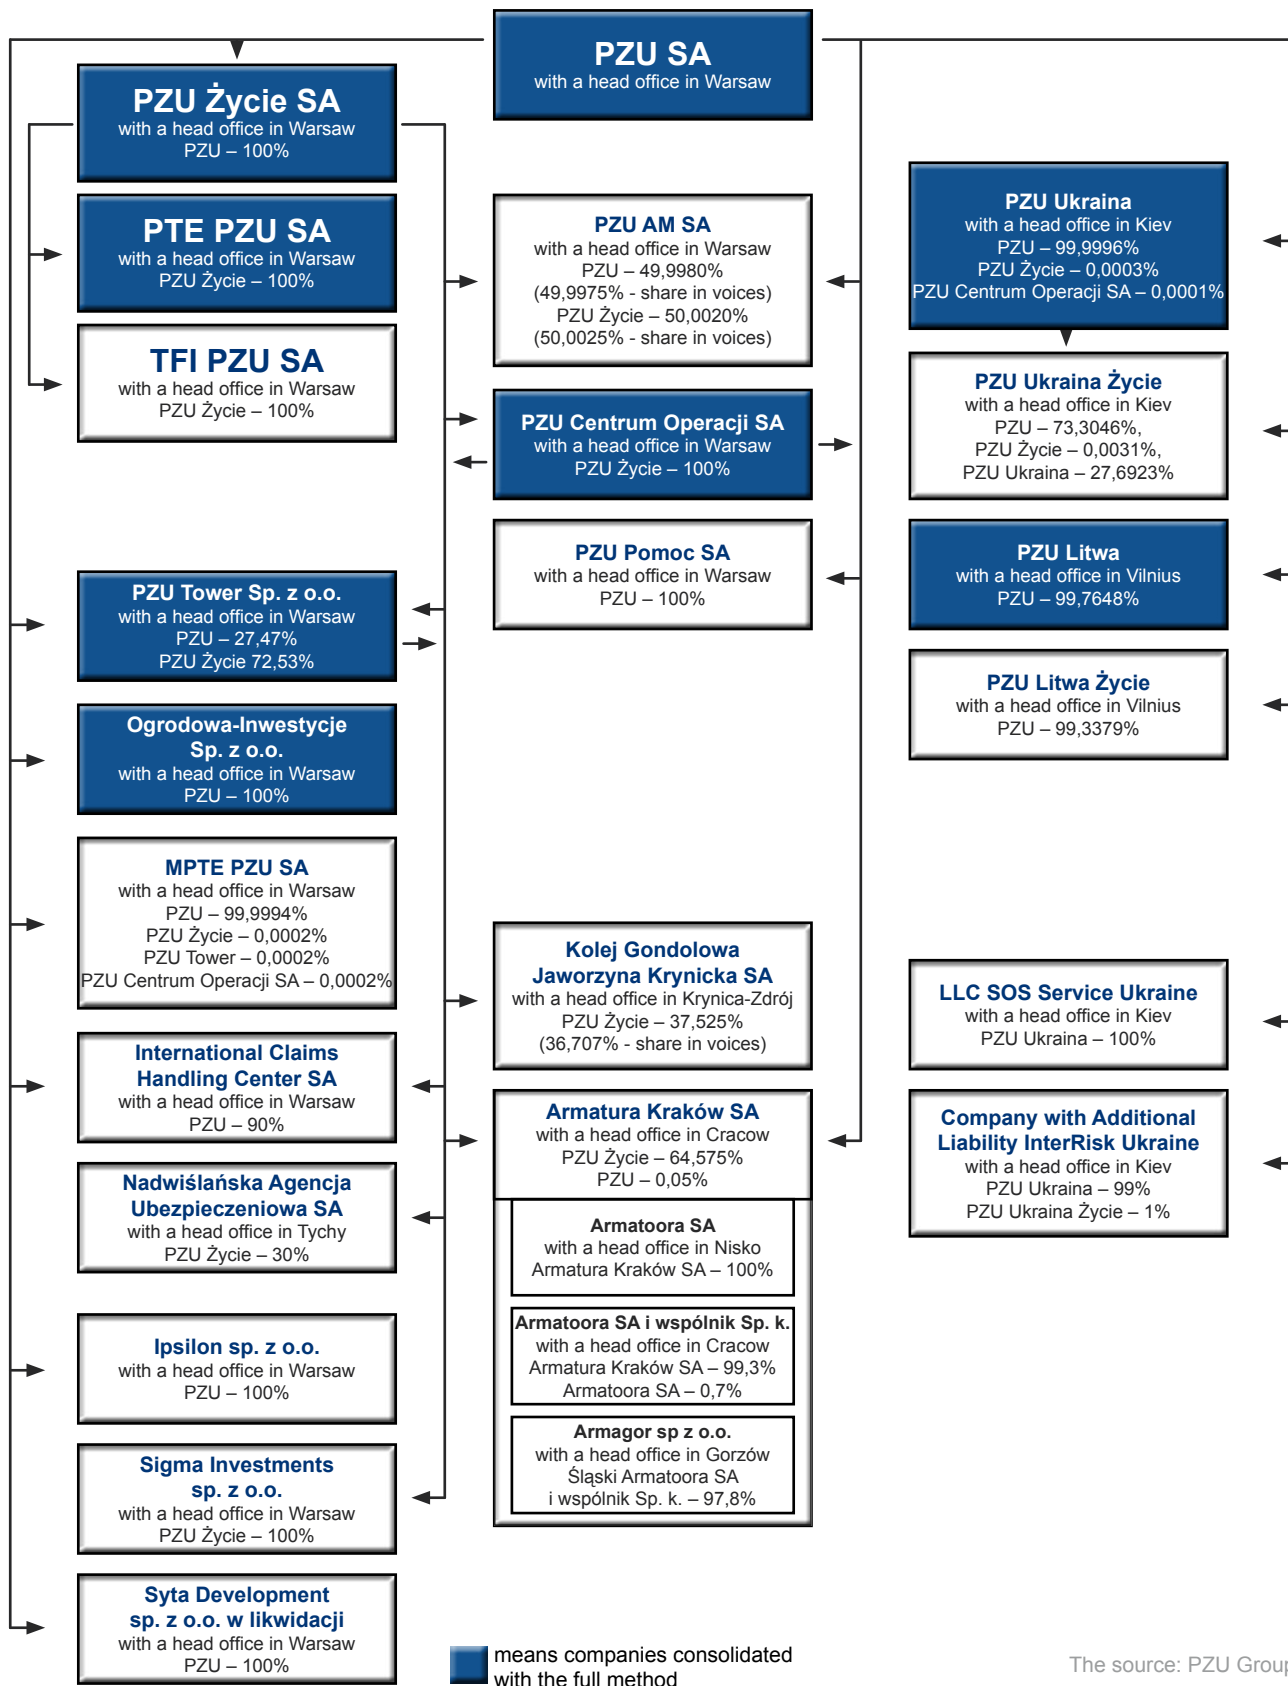 PZU SA
with a head office in Warsaw
PZU Życie SA
with a head office in Warsaw
PZU – 100%
PTE PZU SA
with a head office in Warsaw
PZU Życie – 100%
TFI PZU SA
with a head office in Warsaw
PZU Życie – 100%
PZU Tower Sp. z o.o.
with a head office in Warsaw
PZU – 27,47%
PZU Życie 72,53%
Ogrodowa-Inwestycje
Sp. z o.o.
with a head office in Warsaw
PZU – 100%
MPTE PZU SA
with a head office in Warsaw
PZU – 99,9994%
PZU Życie – 0,0002%
PZU Tower – 0,0002%
PZU Centrum Operacji SA – 0,0002%
International Claims
Handling Center SA
with a head office in Warsaw
PZU – 90%
Nadwiślańska Agencja
Ubezpieczeniowa SA
with a head office in Tychy
PZU Życie – 30%
Ipsilon sp. z o.o.
with a head office in Warsaw
PZU – 100%
Sigma Investments
sp. z o.o.
with a head office in Warsaw
PZU Życie – 100%
Syta Development
sp. z o.o. w likwidacji
with a head office in Warsaw
PZU – 100%
PZU AM SA
with a head office in Warsaw
PZU – 49,9980%
(49,9975% - share in voices)
PZU Życie – 50,0020%
(50,0025% - share in voices)
PZU Centrum Operacji SA
with a head office in Warsaw
PZU Życie – 100%
PZU Pomoc SA
with a head office in Warsaw
PZU – 100%
Kolej Gondolowa
Jaworzyna Krynicka SA
with a head office in Krynica-Zdrój
PZU Życie – 37,525%
(36,707% - share in voices)
Armatura Kraków SA
with a head office in Cracow
PZU Życie – 64,575%
PZU – 0,05%
Armatoora SA
with a head office in Nisko
Armatura Kraków SA – 100%
Armatoora SA i wspólnik Sp. k.
with a head office in Cracow
Armatura Kraków SA – 99,3%
Armatoora SA – 0,7%
Armagor sp z o.o.
with a head office in Gorzów
Śląski Armatoora SA
i wspólnik Sp. k. – 97,8%
PZU Ukraina
with a head office in Kiev
PZU – 99,9996%
PZU Życie – 0,0003%
PZU Centrum Operacji SA – 0,0001%
PZU Ukraina Życie
with a head office in Kiev
PZU – 73,3046%,
PZU Życie – 0,0031%,
PZU Ukraina – 27,6923%
PZU Litwa
with a head office in Vilnius
PZU – 99,7648%
PZU Litwa Życie
with a head office in Vilnius
PZU – 99,3379%
LLC SOS Service Ukraine
with a head office in Kiev
PZU Ukraina – 100%
Company with Additional
Liability InterRisk Ukraine
with a head office in Kiev
PZU Ukraina – 99%
PZU Ukraina Życie – 1%
means companies consolidated
with the full method
The source: PZU Group